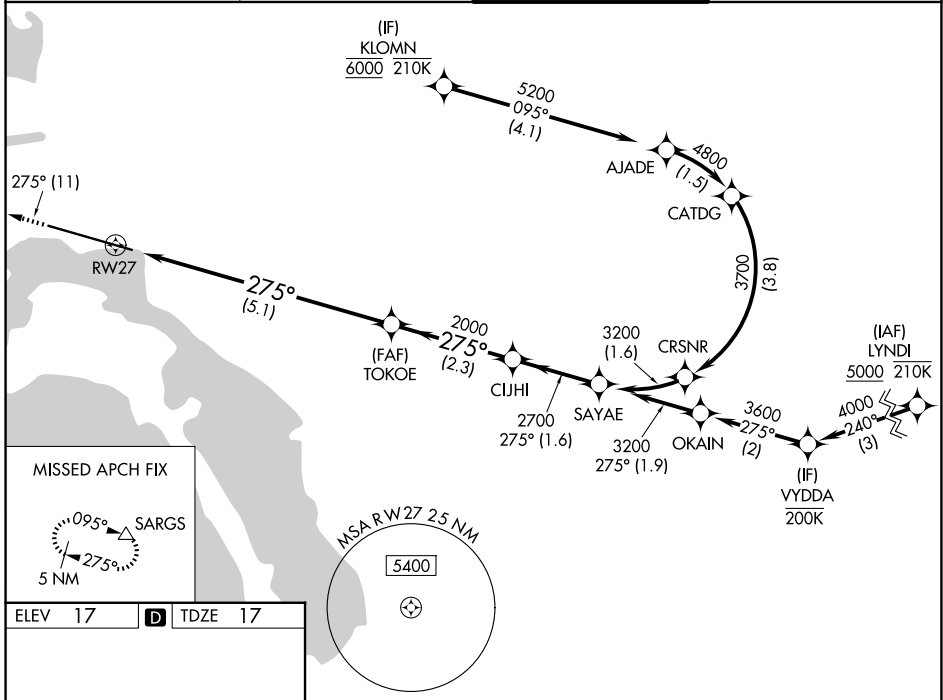 (IF)
KLOMN
6000 210K
5200
095°
(4.1)
AJADE
4800
(1.5)
CATDG
275° (11)
RW27
275°
(5.1)
3700
(3.8)
(FAF)
TOKOE
2000
275°
(2.3)
CIJHI
3200
(1.6)
CRSNR
(IAF)
LYNDI
5000 210K
SAYAE
2700
275° (1.6)
3200
275° (1.9)
OKAIN
3600
275°
(2)
4000
240°
(3)
(IF)
VYDDA
200K
MISSED APCH FIX
095°
SARGS
275°
5 NM
MSA RW27 25 NM
5400
ELEV 17 D TDZE 17